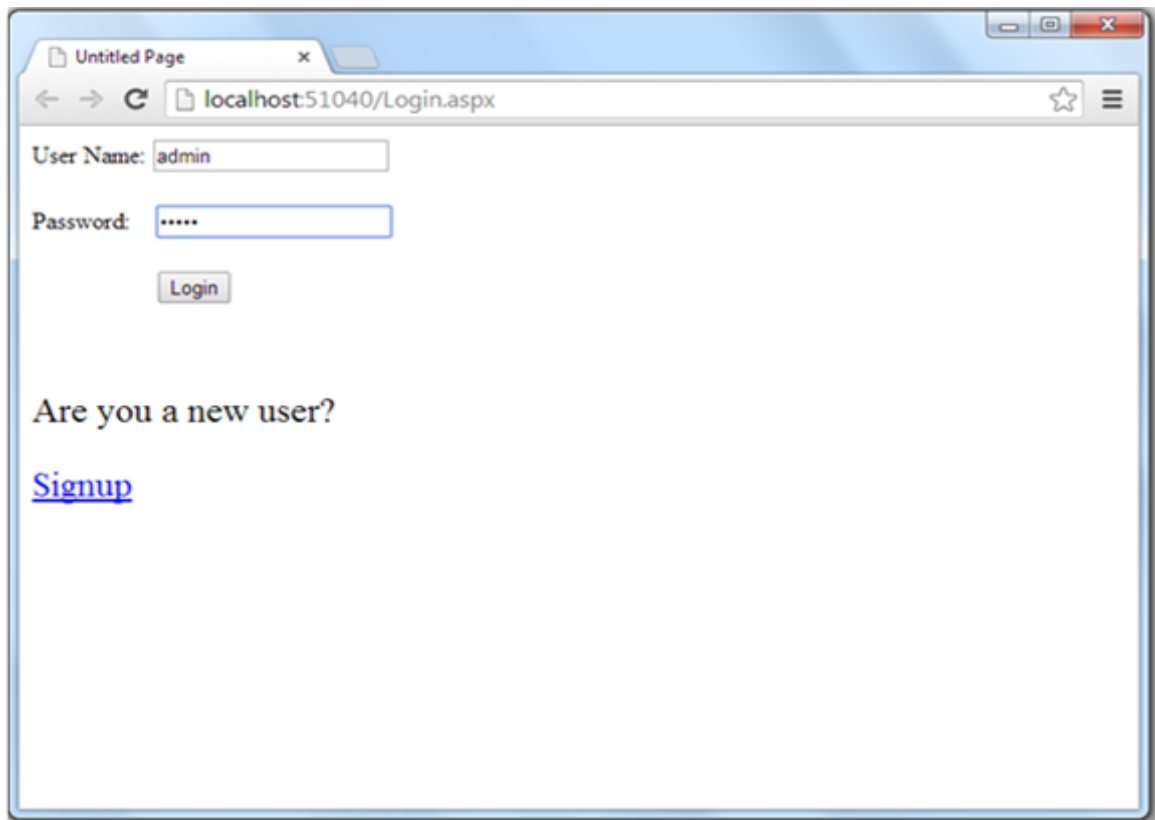 Untitled Page
localhost:51040/Login.aspx
User Name: admin
Password: •••••
Login
Are you a new user?
Signup